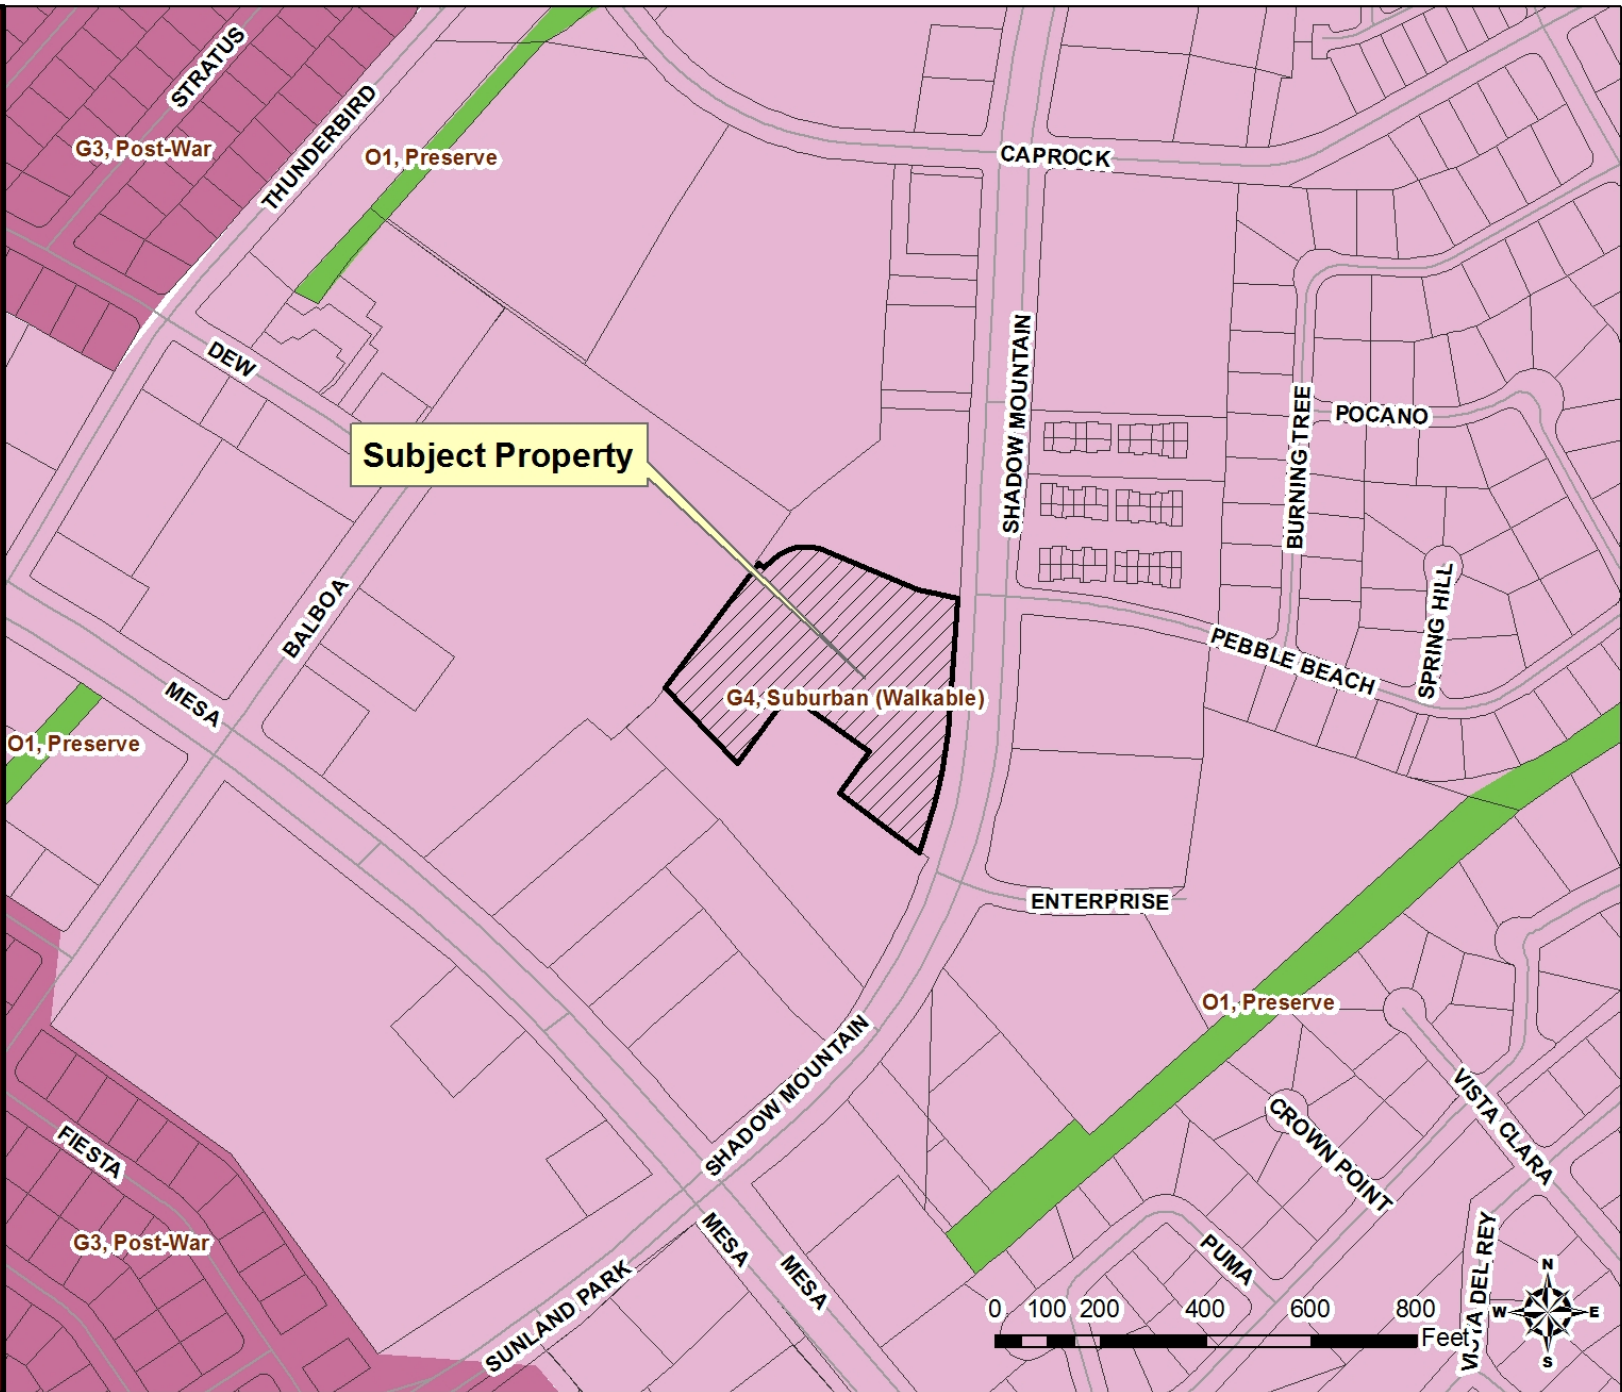 STRATUS
G3, Post-War
THUNDERBIRD
O1, Preserve
CAPROCK
SHADOW MOUNTAIN
DEW
POCANO
BURNING TREE
Subject Property
SPRING HILL
BALBOA
PEBBLE BEACH
MESA
G4, Suburban (Walkable)
O1, Preserve
ENTERPRISE
O1, Preserve
SHADOW MOUNTAIN
VISTA CLARA
CROWN POINT
FIESTA
G3, Post-War
MESA
MESA
PUMA
VISTA DEL REY
SUNLAND PARK
0 100 200 400 600 800
Feet
N
W
E
S